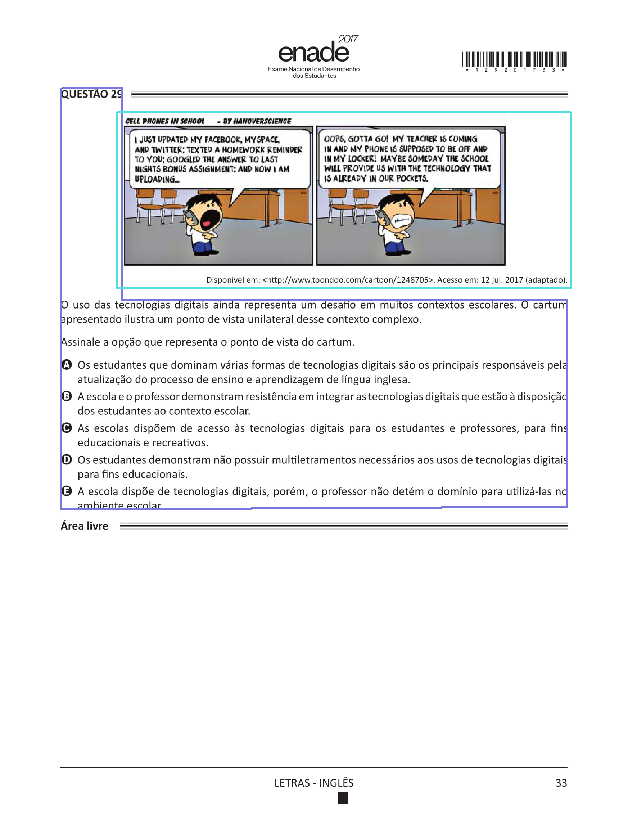 2017
enade
Exame Nacional de Desempenho
dos Estudantes
QUESTÃO 29
CELL PHONES IN SCHOOL - BY HANOVERSCIENCE
I JUST UPDATED MY FACEBOOK, MYSPACE,
AND TWITTER; TEXTED A HOMEWORK REMINDER
TO YOU; GOOGLED THE ANSWER TO LAST
NIGHTS BONUS ASSIGNMENT; AND NOW I AM
UPLOADING...
OOPS, GOTTA GO! MY TEACHER IS COMING
IN AND MY PHONE IS SUPPOSED TO BE OFF AND
IN MY LOCKER! MAYBE SOMEDAY THE SCHOOL
WILL PROVIDE US WITH THE TECHNOLOGY THAT
IS ALREADY IN OUR POCKETS.
Disponível em: <http://www.toondoo.com/cartoon/1248705>. Acesso em: 12 jul. 2017 (adaptado).
O uso das tecnologias digitais ainda representa um desafio em muitos contextos escolares. O cartum
apresentado ilustra um ponto de vista unilateral desse contexto complexo.
Assinale a opção que representa o ponto de vista do cartum.
A Os estudantes que dominam várias formas de tecnologias digitais são os principais responsáveis pela
atualização do processo de ensino e aprendizagem de língua inglesa.
B A escola e o professor demonstram resistência em integrar as tecnologias digitais que estão à disposição
dos estudantes ao contexto escolar.
C As escolas dispõem de acesso às tecnologias digitais para os estudantes e professores, para fins
educacionais e recreativos.
D Os estudantes demonstram não possuir multiletramentos necessários aos usos de tecnologias digitais
para fins educacionais.
E A escola dispõe de tecnologias digitais, porém, o professor não detém o domínio para utilizá-las no
ambiente escolar
Área livre
LETRAS - INGLÊS
33